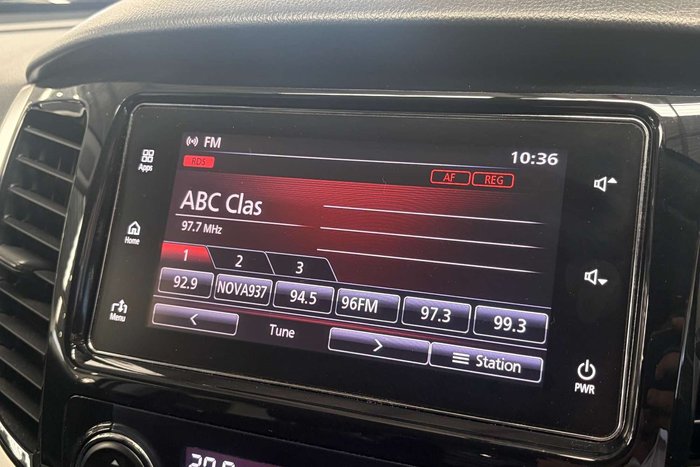 FM
10:36
RDS
AF REG
Apps
ABC Clas
97.7 MHz
Home
1 2 3
92.9 NOVA937 94.5 96FM 97.3 99.3
Menu
< Tune > Station
PWR